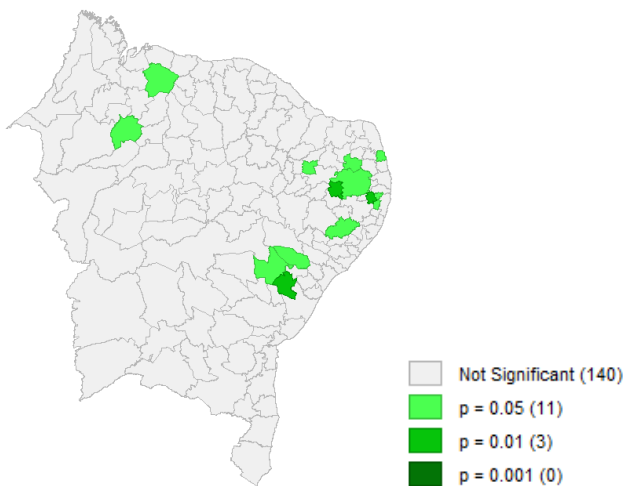 Not Significant (140)
p = 0.05 (11)
p = 0.01 (3)
p = 0.001 (0)